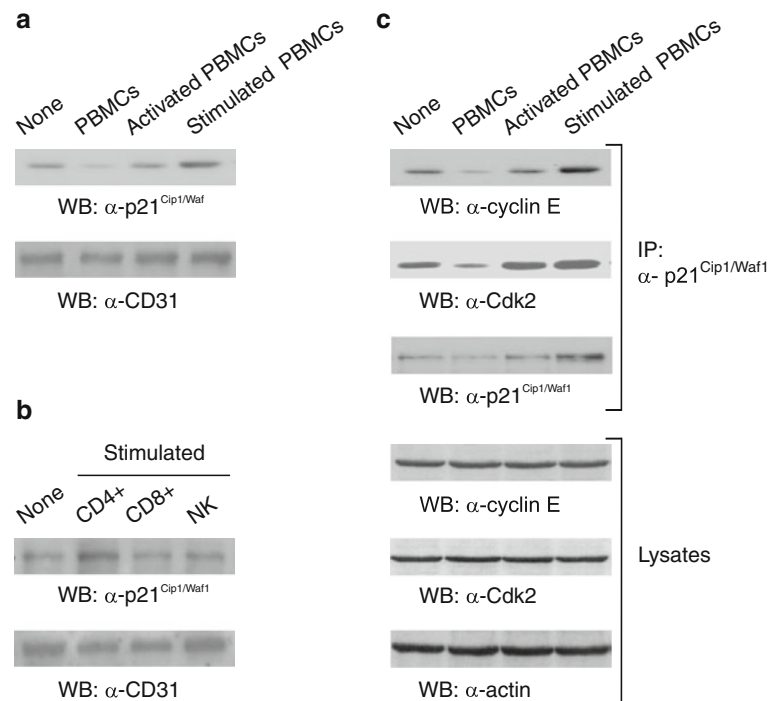 a
None
PBMCs
Activated PBMCs
Stimulated PBMCs
WB: α-p21Cip1/Waf
WB: α-CD31
b
Stimulated
None
CD4+
CD8+
NK
WB: α-p21Cip1/Waf1
WB: α-CD31
c
None
PBMCs
Activated PBMCs
Stimulated PBMCs
WB: α-cyclin E
WB: α-Cdk2
WB: α-p21Cip1/Waf1
IP:
α- p21Cip1/Waf1
WB: α-cyclin E
WB: α-Cdk2
WB: α-actin
Lysates